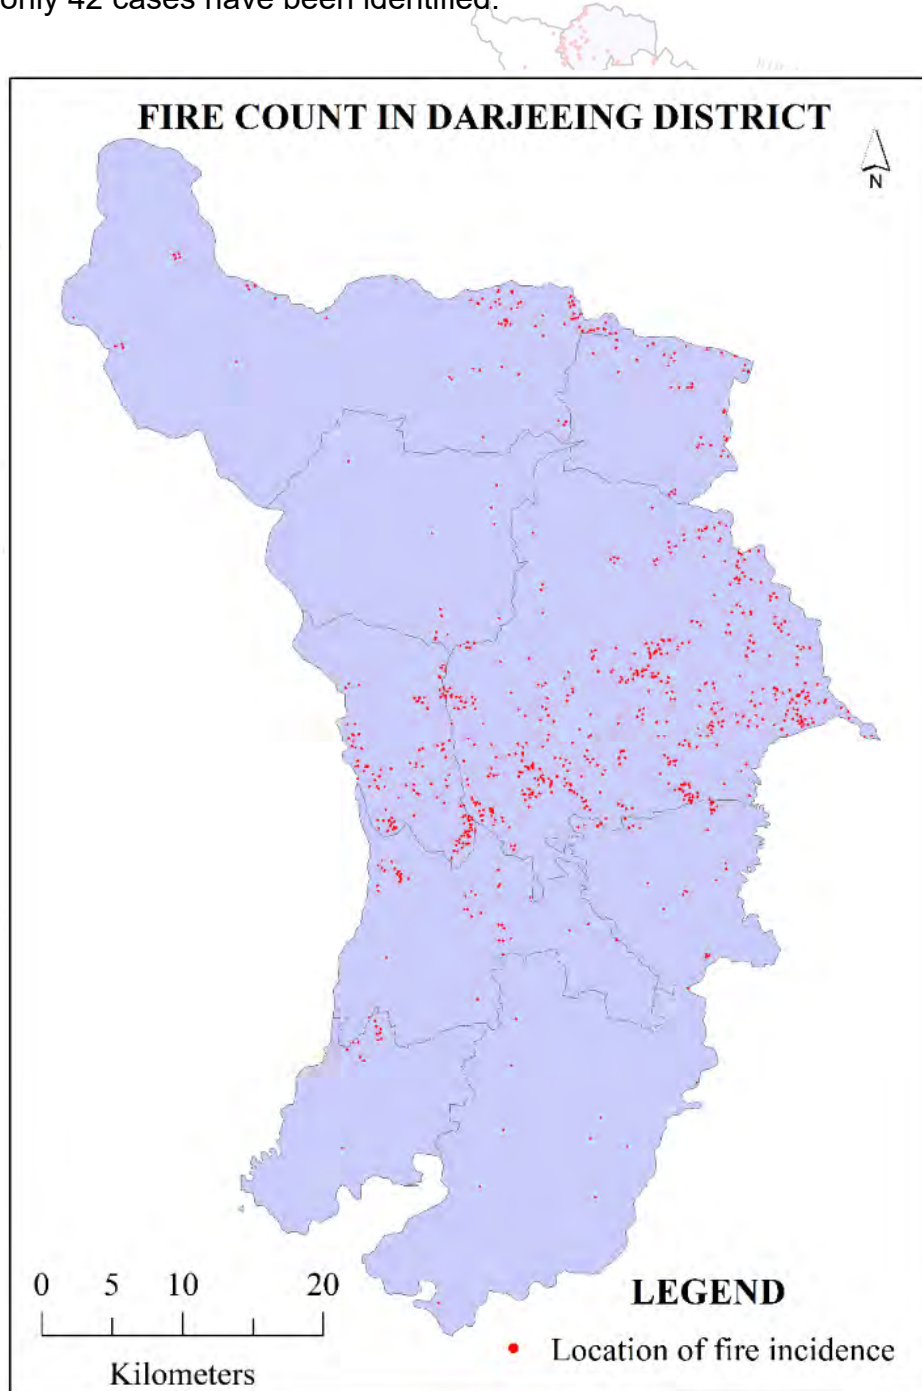 only 42 cases have been identified.
FIRE COUNT IN DARJEEING DISTRICT
N
0 5 10 20
Kilometers
LEGEND
Location of fire incidence